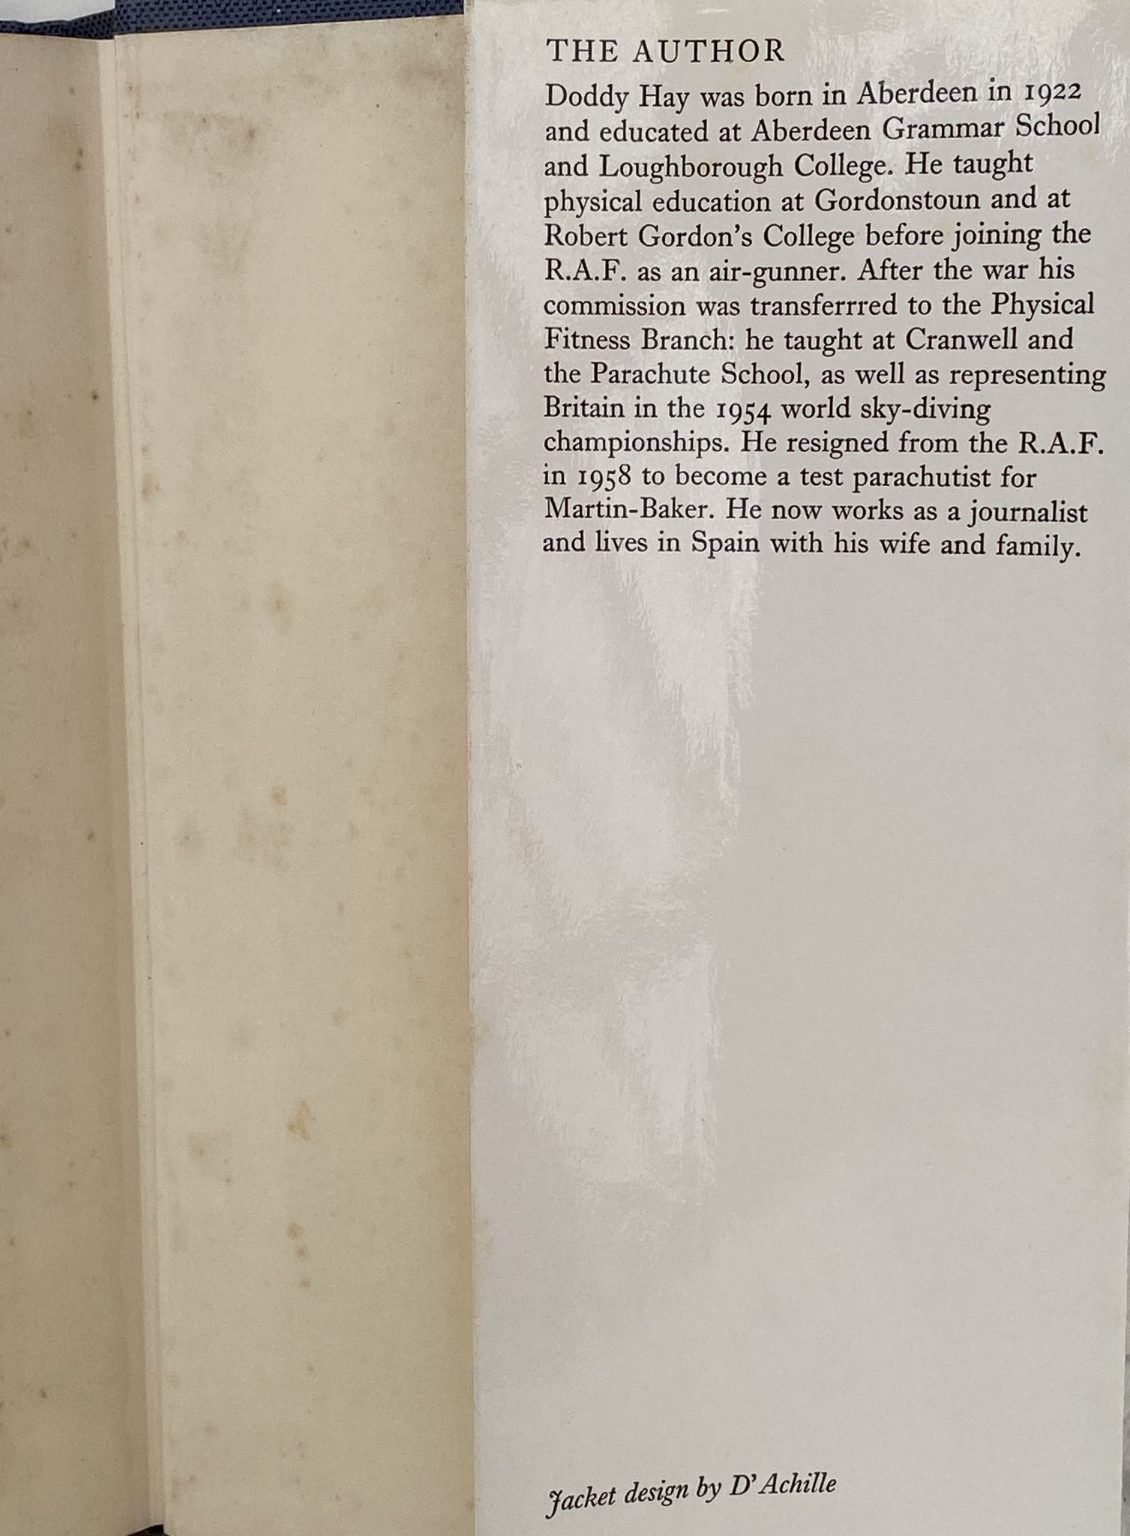 THE AUTHOR
Doddy Hay was born in Aberdeen in 1922
and educated at Aberdeen Grammar School
and Loughborough College. He taught
physical education at Gordonstoun and at
Robert Gordon's College before joining the
R.A.F. as an air-gunner. After the war his
commission was transferrred to the Physical
Fitness Branch: he taught at Cranwell and
the Parachute School, as well as representing
Britain in the 1954 world sky-diving
championships. He resigned from the R.A.F.
in 1958 to become a test parachutist for
Martin-Baker. He now works as a journalist
and lives in Spain with his wife and family.
Jacket design by D'Achille